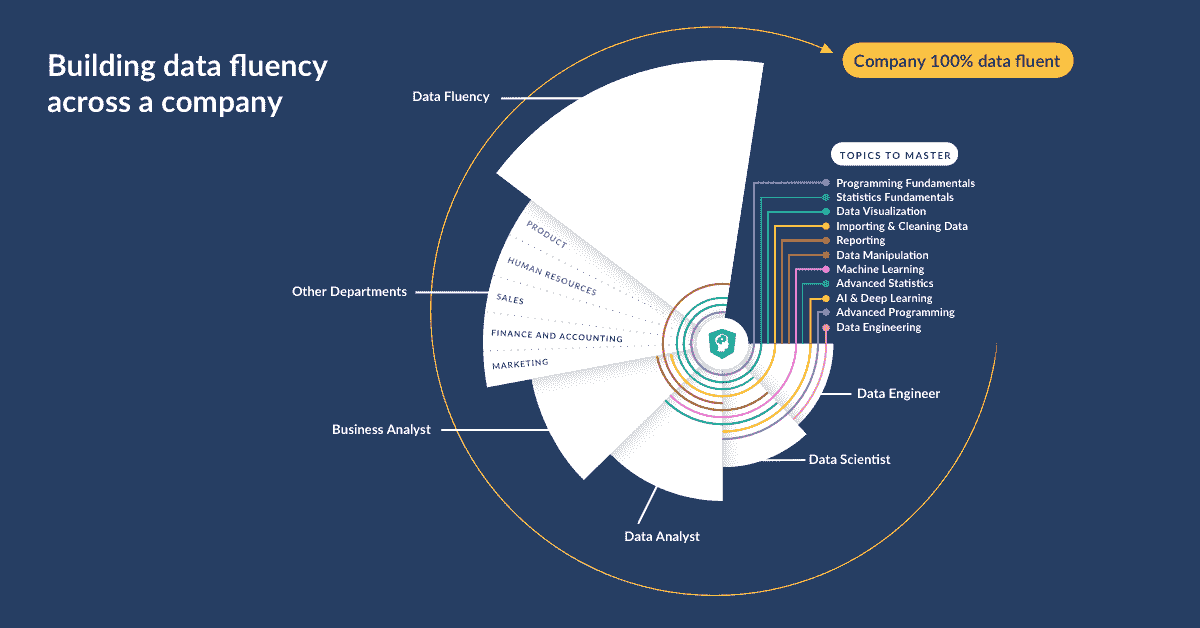 Building data fluency
across a company
Company 100% data fluent
Data Fluency
TOPICS TO MASTER
Programming Fundamentals
Statistics Fundamentals
Data Visualization
Importing & Cleaning Data
Reporting
Data Manipulation
Machine Learning
Advanced Statistics
AI & Deep Learning
Advanced Programming
Data Engineering
PRODUCT
HUMAN RESOURCES
Other Departments
SALES
FINANCE AND ACCOUNTING
MARKETING
Data Engineer
Business Analyst
Data Scientist
Data Analyst